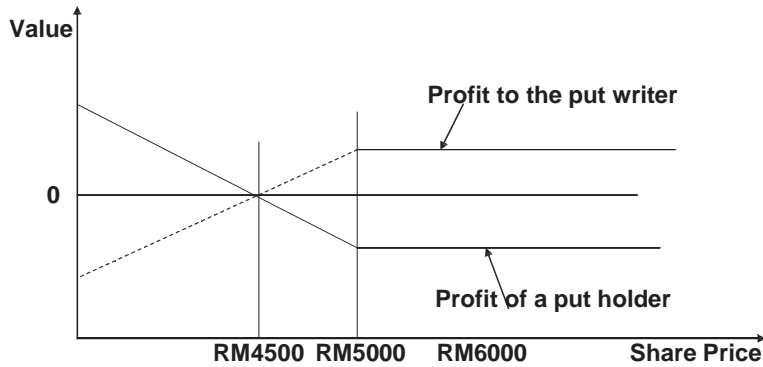 Value
Profit to the put writer
0
Profit of a put holder
RM4500 RM5000 RM6000 Share Price